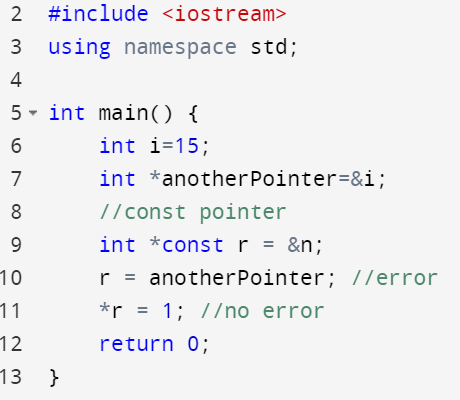 2 #include <iostream>
3 using namespace std;
4
5 int main() {
6 int i=15;
7 int *anotherPointer=&i;
8 //const pointer
9 int *const r = &n;
10 r = anotherPointer; //error
11 *r = 1; //no error
12 return 0;
13 }